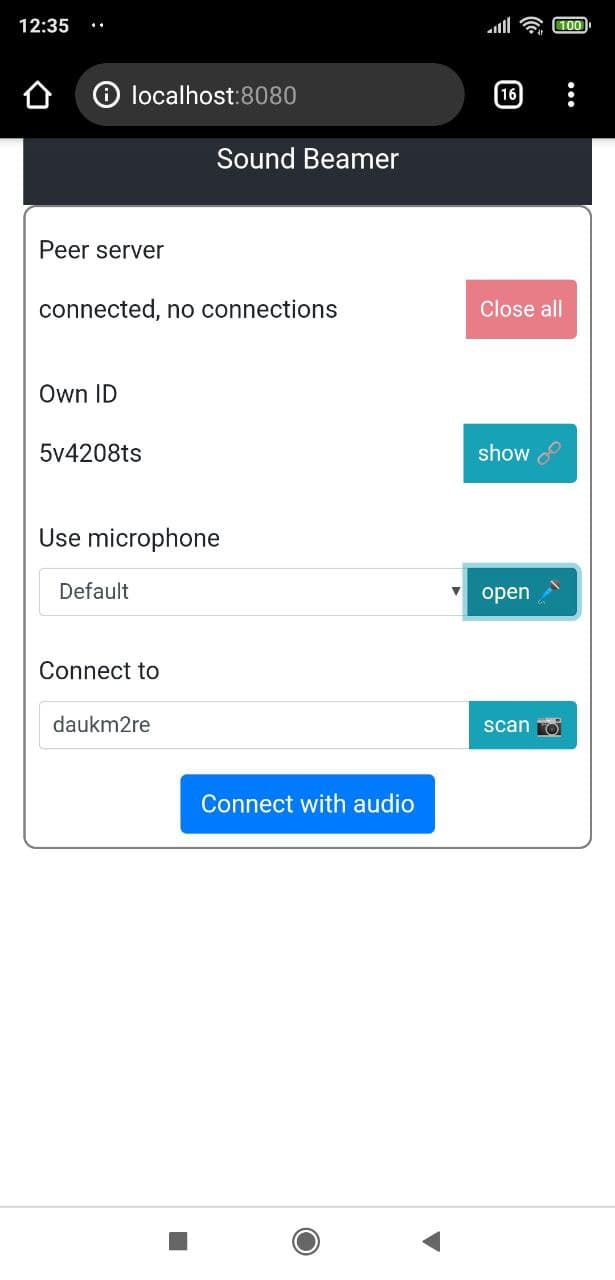 12:35
100
localhost:8080
16
Sound Beamer
Peer server
connected, no connections
Close all
Own ID
5v4208ts
show
Use microphone
Default
open
Connect to
daukm2re
scan
Connect with audio